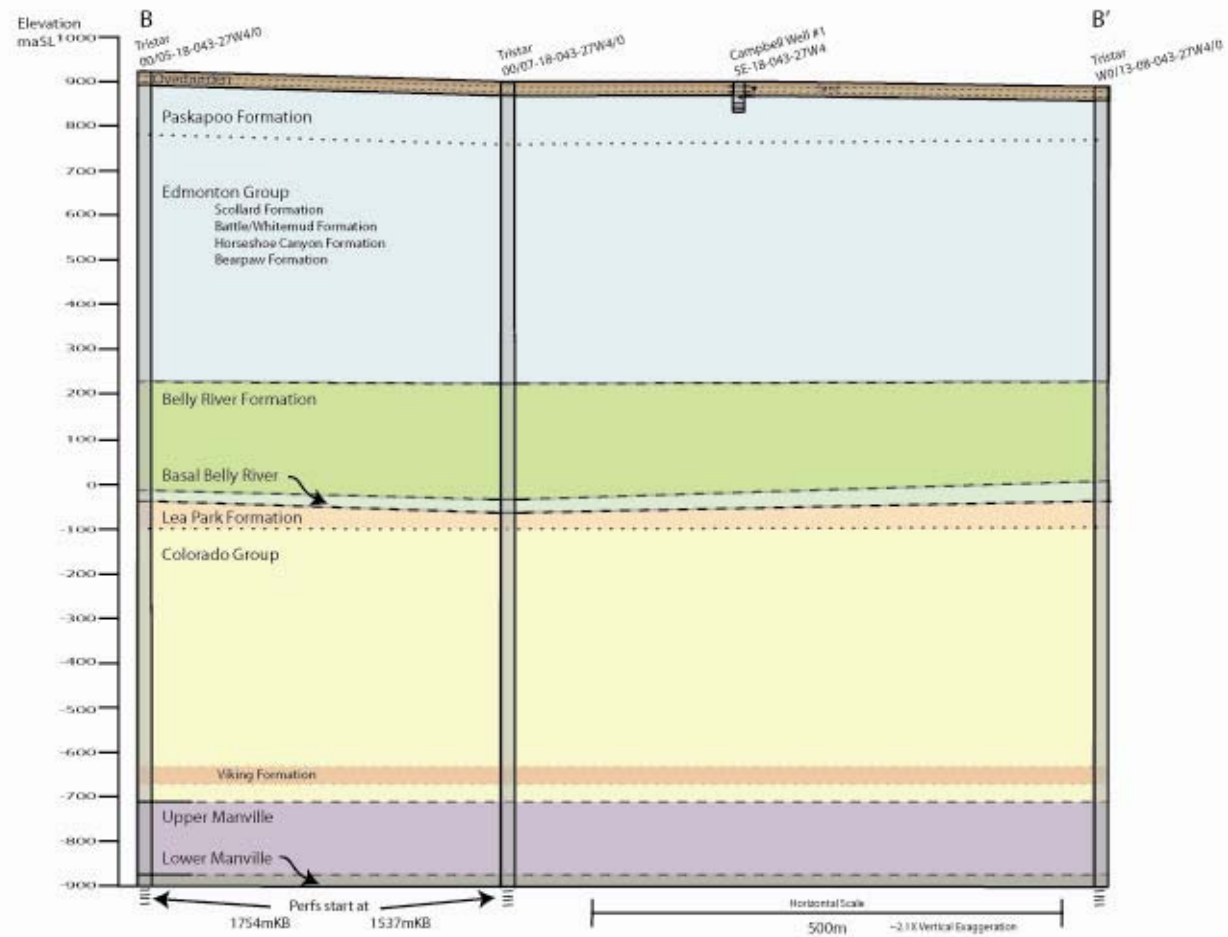 Elevation
maSL
B
B'
Tristar
00/05-18-043-27W4/0
Tristar
00/07-18-043-27W4/0
Campbell Well #1
SE-18-043-27W4
Tristar
W0/13-08-043-27W4/0
1000
900
800
700
600
500
400
300
200
100
0
-100
-200
-300
-400
-500
-600
-700
-800
-900
Overburden
Paskapoo Formation
Edmonton Group
Scollard Formation
Battle/Whitemud Formation
Horseshoe Canyon Formation
Bearpaw Formation
Belly River Formation
Basal Belly River
Lea Park Formation
Colorado Group
Viking Formation
Upper Manville
Lower Manville
Perfs start at
1754mKB 1537mKB
Horizontal Scale
500m ~2.1X Vertical Exaggeration